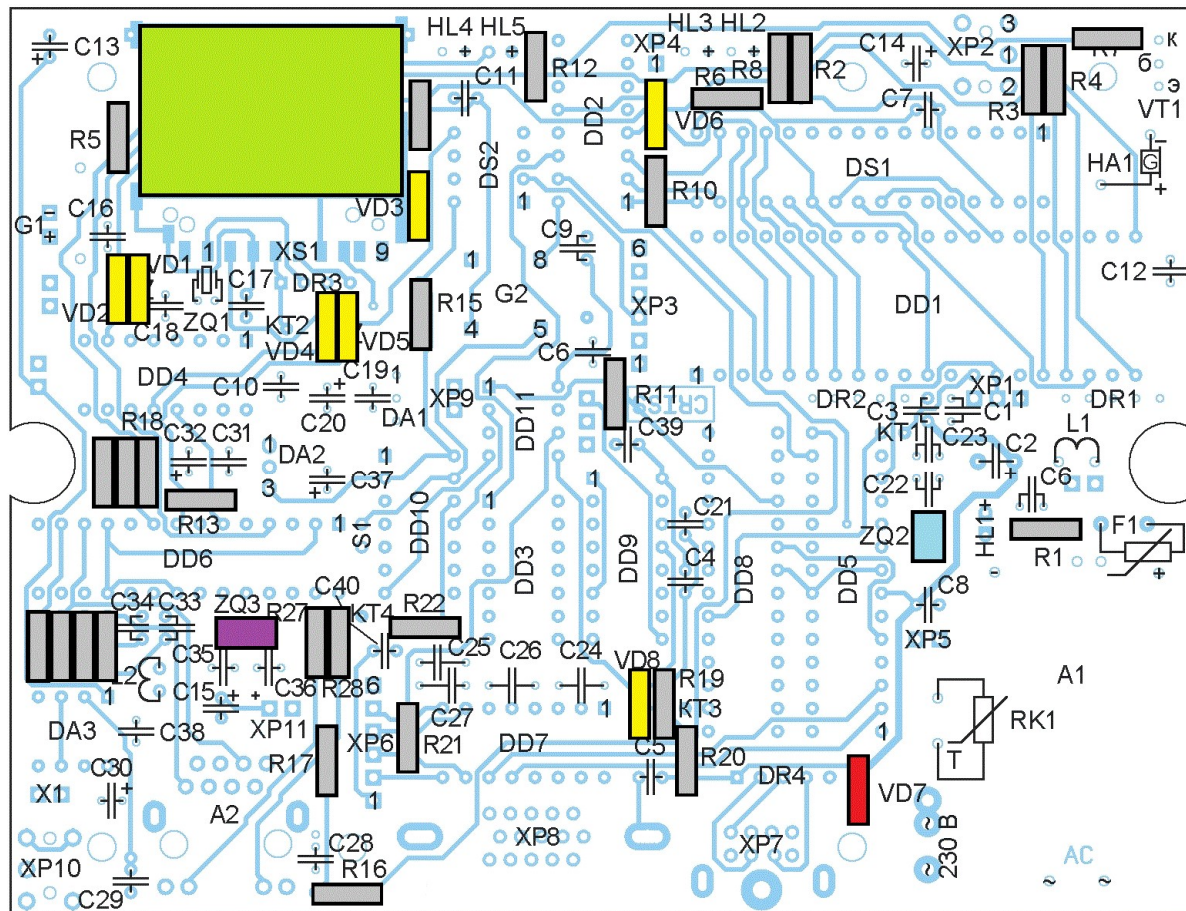 C13
HL4 HL5
+ +
R12
XP4
1
HL3 HL2
+ +
R6 R8 R2
C14
+
XP2
3
1
2
R7
к
б
э
R5
C11
DD2
VD6
C7
R3
R4
VT1
1
DS2
HA1
G
−
+
DS1
VD3
R10
C16
G1
−
+
1
1
1
C9
VD1
1
XS1
9
8
6
C12
C17
DR3
R15
G2
XP3
DD1
VD2
C18
ZQ1
1
KT2
VD4
VD5
4
5
C6
1
DD4
C10
C19
+
1
C20
DA1
XP9
1
DD11
R11
C39
1
1
DR2
C3
XP1
C1
DR1
R18
C32
C31
+
1
DA2
3
C37
+
KT1
C23
C2
+
L1
R13
1
S1
DD10
1
DD3
1
DD9
C21
C4
DD8
C22
ZQ2
HL1
+
-
C6
R1
F1
+
DD6
DD5
C8
C34
C33
ZQ3
R27
C40
KT4
R22
XP5
C35
L2
C36
R28
C25
C26
C24
VD8
R19
A1
1
C15
+ +
6
C27
1
KT3
1
RK1
T
DA3
C38
XP11
R17
XP6
R21
DD7
C5
R20
DR4
X1
C30
+
1
VD7
A2
XP8
XP7
~ 230 В ~
XP10
C29
C28
R16
AC
~ ~